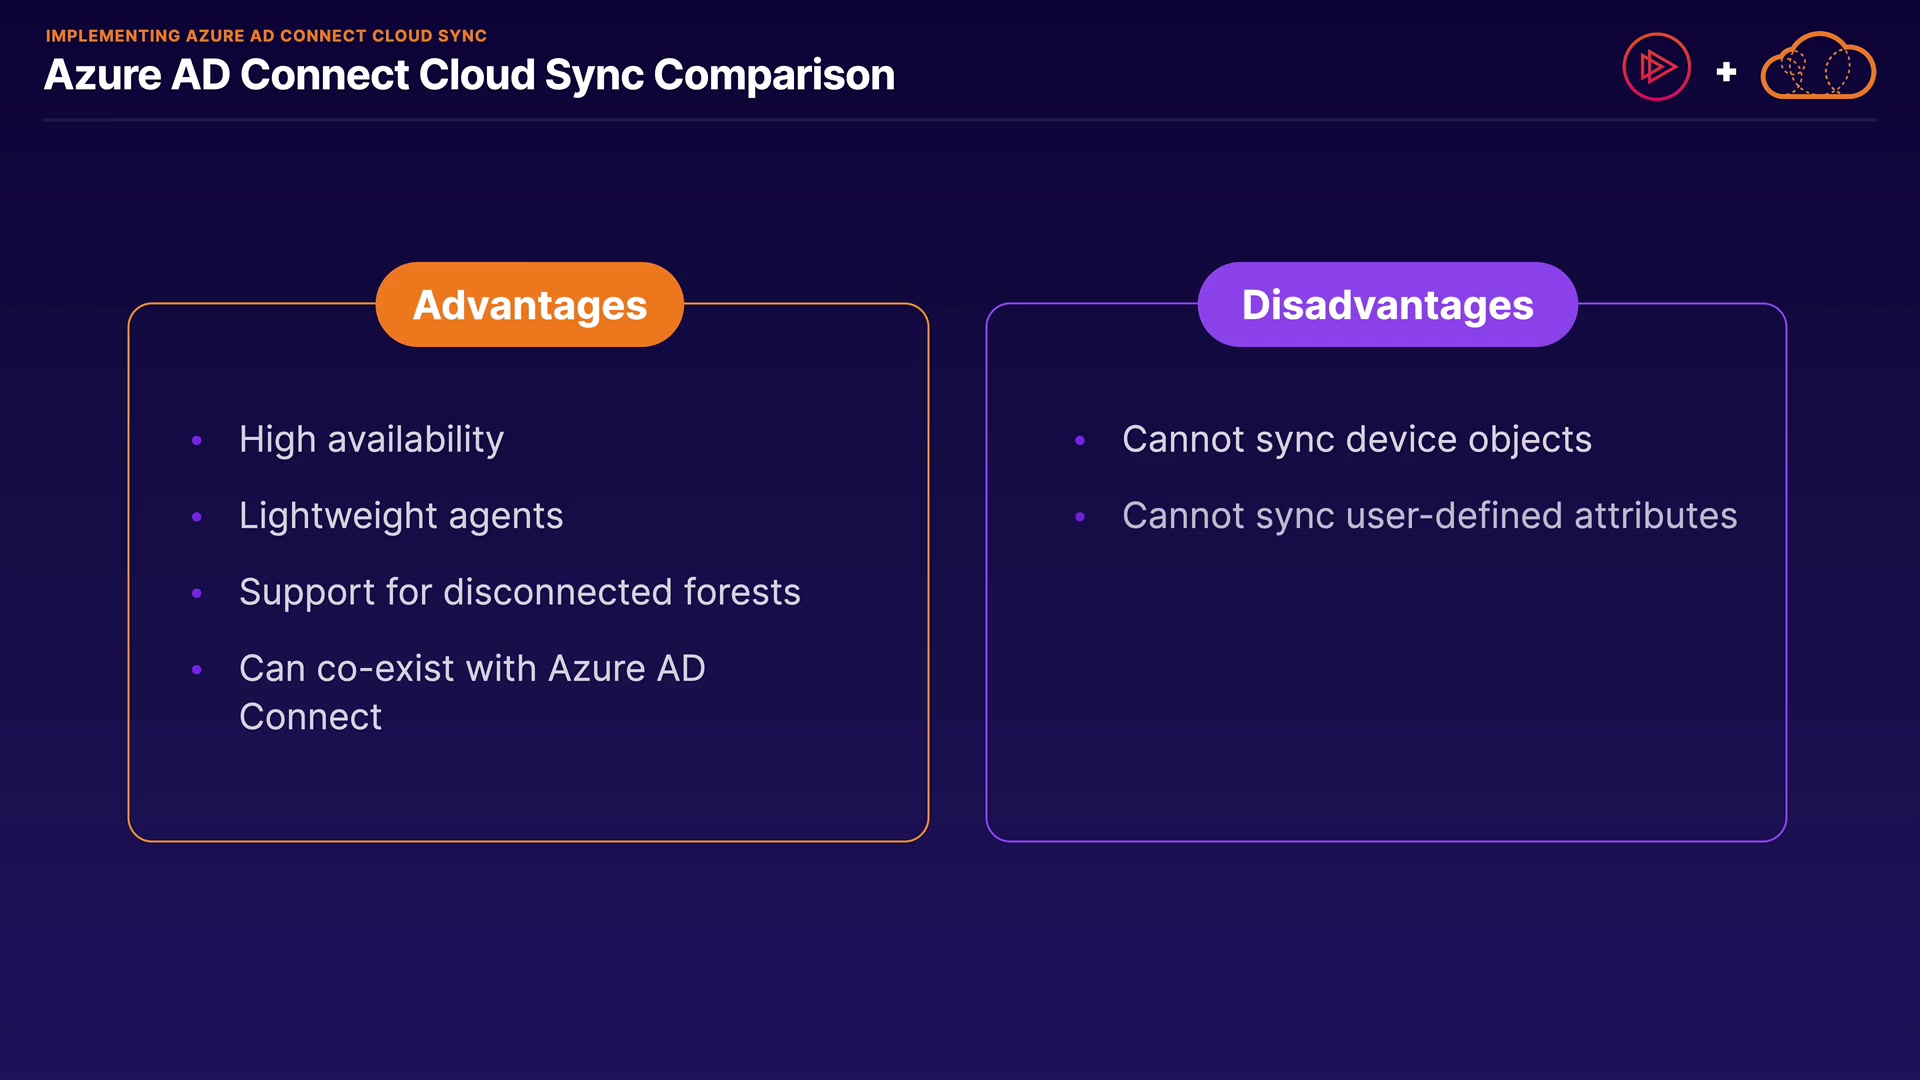 IMPLEMENTING AZURE AD CONNECT CLOUD SYNC
Azure AD Connect Cloud Sync Comparison
+
Advantages
• High availability
• Lightweight agents
• Support for disconnected forests
• Can co-exist with Azure AD
Connect
Disadvantages
• Cannot sync device objects
• Cannot sync user-defined attributes